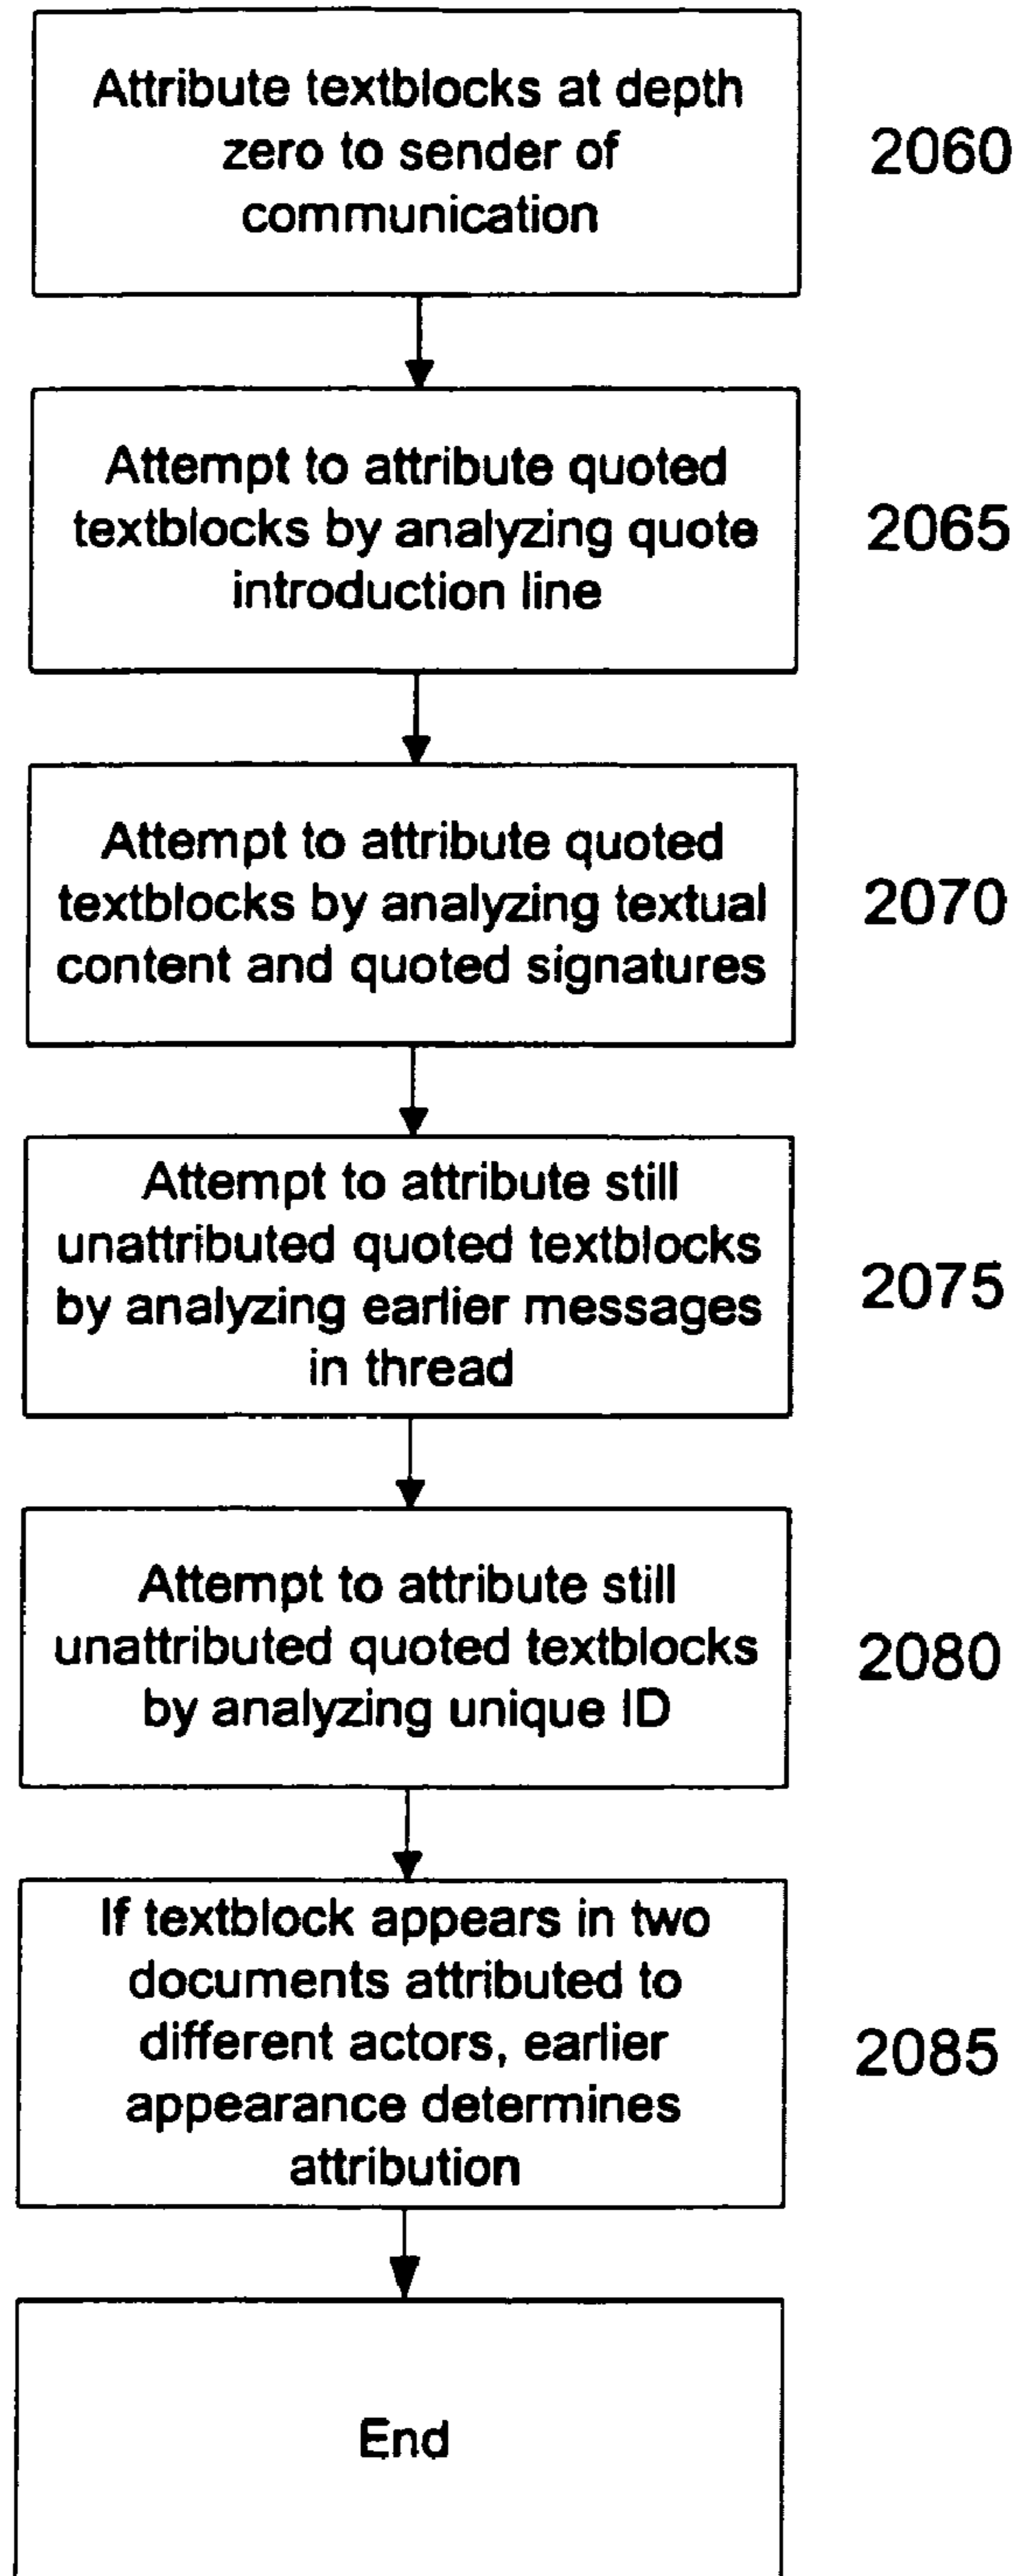 Attribute textblocks at depth
zero to sender of
communication
2060
Attempt to attribute quoted
textblocks by analyzing quote
introduction line
2065
Attempt to attribute quoted
textblocks by analyzing textual
content and quoted signatures
2070
Attempt to attribute still
unattributed quoted textblocks
by analyzing earlier messages
in thread
2075
Attempt to attribute still
unattributed quoted textblocks
by analyzing unique ID
2080
If textblock appears in two
documents attributed to
different actors, earlier
appearance determines
attribution
2085
End